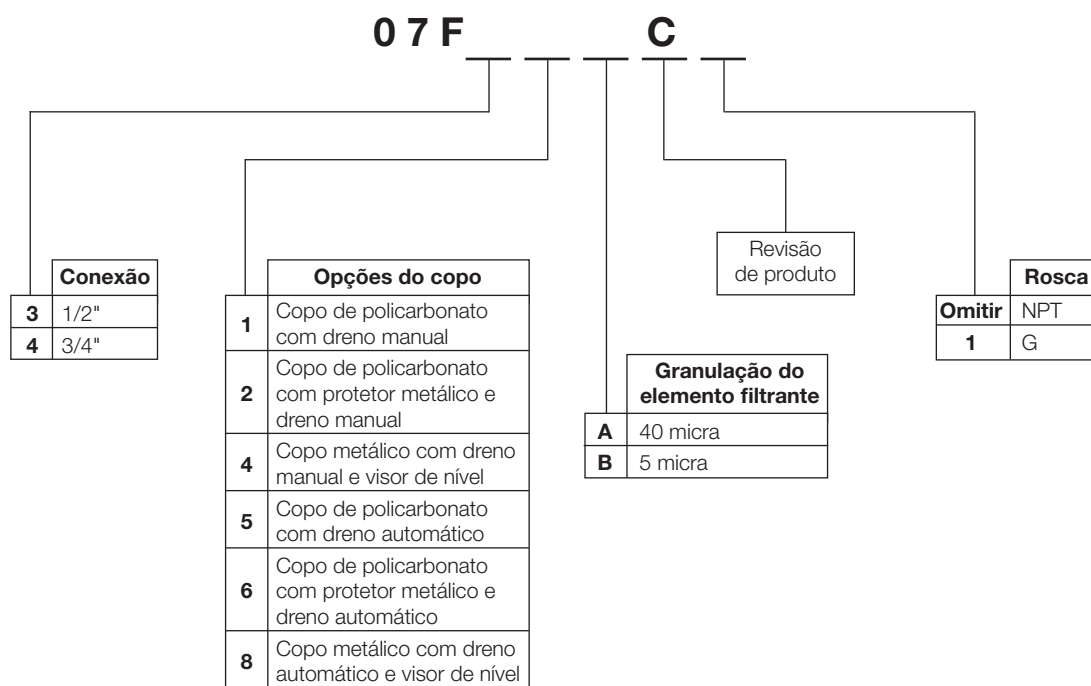 0 7 F C
Revisão
de produto
Conexão
3 1/2"
4 3/4"
Opções do copo
1 Copo de policarbonato
com dreno manual
2 Copo de policarbonato
com protetor metálico e
dreno manual
4 Copo metálico com dreno
manual e visor de nível
5 Copo de policarbonato
com dreno automático
6 Copo de policarbonato
com protetor metálico e
dreno automático
8 Copo metálico com dreno
automático e visor de nível
Granulação do
elemento filtrante
A 40 micra
B 5 micra
Rosca
Omitir NPT
1 G